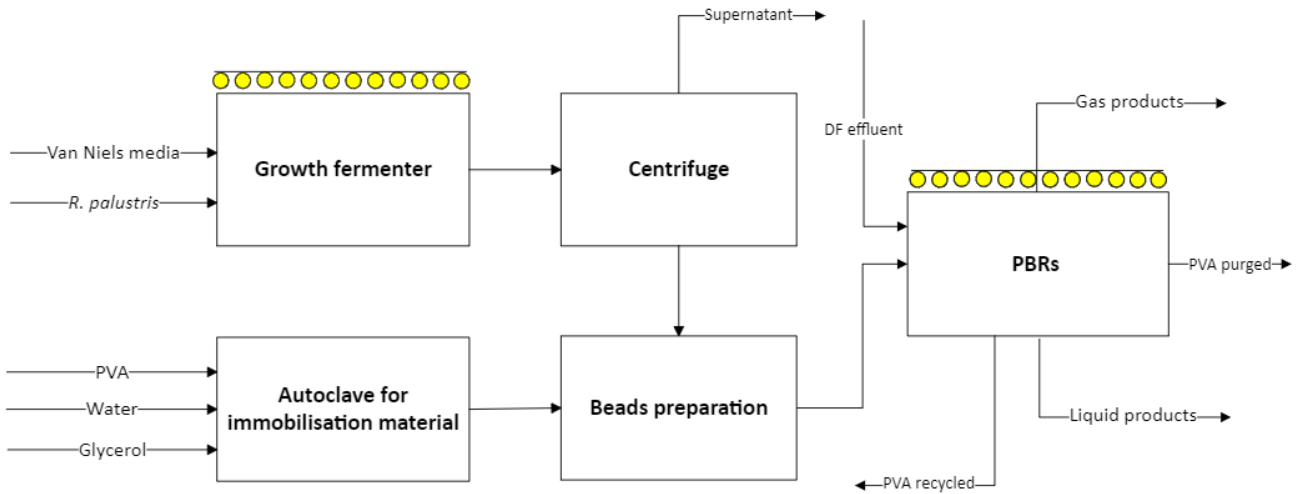 Supernatant
Gas products
DF effluent
Van Niels media
Growth fermenter
Centrifuge
R. palustris
PBRs
PVA purged
PVA
Water
Glycerol
Autoclave for
immobilisation material
Beads preparation
Liquid products
PVA recycled